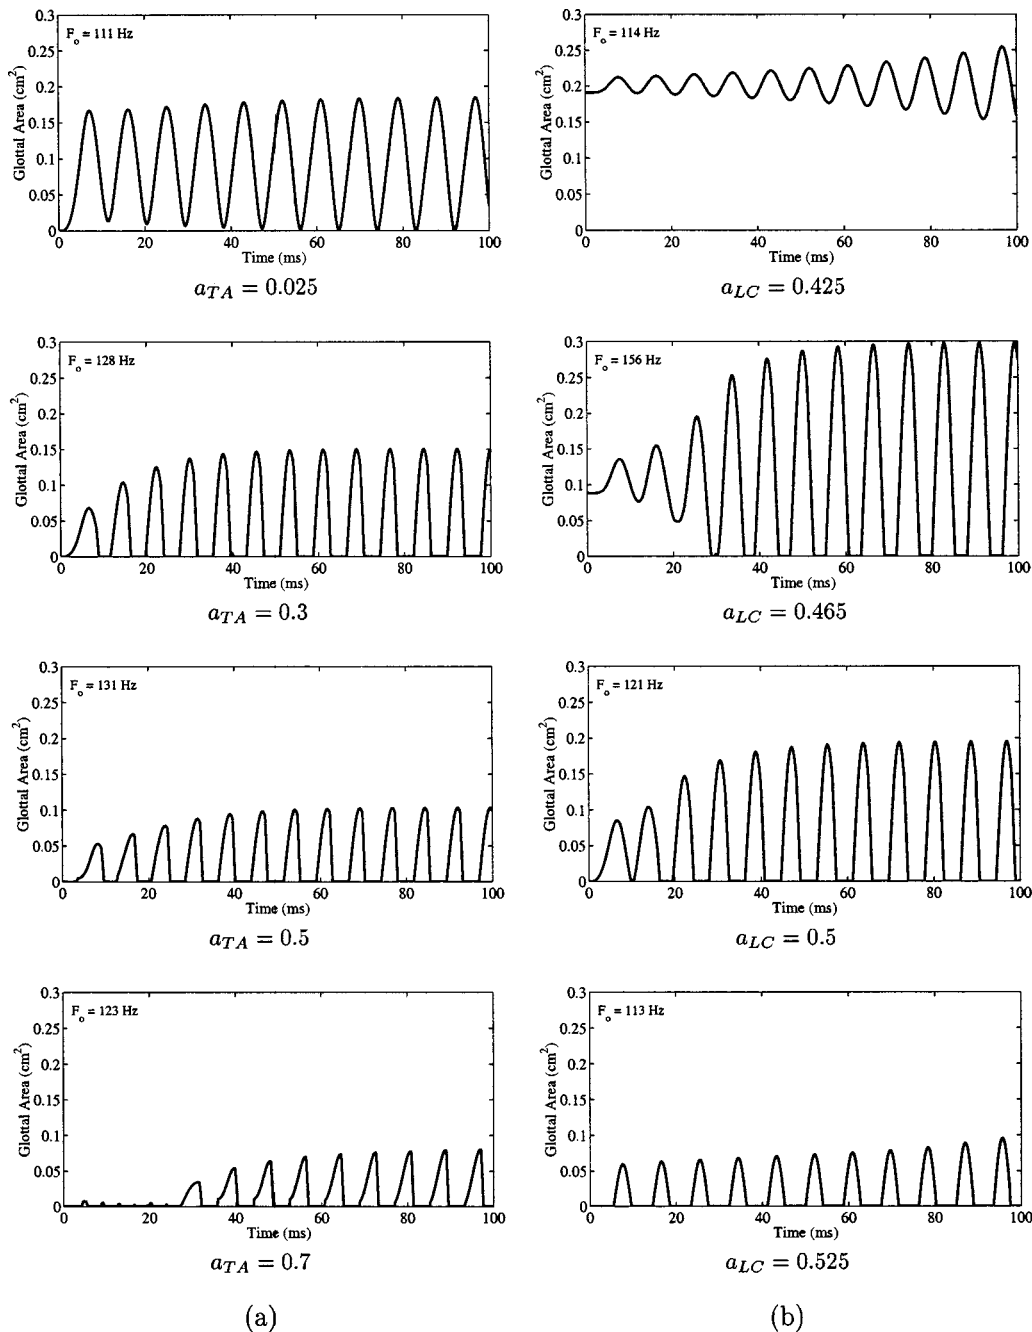 F_o = 111 Hz
Glottal Area (cm²)
0.3
0.25
0.2
0.15
0.1
0.05
0
0 20 40 60 80 100
Time (ms)
a_TA = 0.025
F_o = 114 Hz
Glottal Area (cm²)
0.3
0.25
0.2
0.15
0.1
0.05
0
0 20 40 60 80 100
Time (ms)
a_LC = 0.425
F_o = 128 Hz
Glottal Area (cm²)
0.3
0.25
0.2
0.15
0.1
0.05
0
0 20 40 60 80 100
Time (ms)
a_TA = 0.3
F_o = 156 Hz
Glottal Area (cm²)
0.3
0.25
0.2
0.15
0.1
0.05
0
0 20 40 60 80 100
Time (ms)
a_LC = 0.465
F_o = 131 Hz
Glottal Area (cm²)
0.3
0.25
0.2
0.15
0.1
0.05
0
0 20 40 60 80 100
Time (ms)
a_TA = 0.5
F_o = 121 Hz
Glottal Area (cm²)
0.3
0.25
0.2
0.15
0.1
0.05
0
0 20 40 60 80 100
Time (ms)
a_LC = 0.5
F_o = 123 Hz
Glottal Area (cm²)
0.3
0.25
0.2
0.15
0.1
0.05
0
0 20 40 60 80 100
Time (ms)
a_TA = 0.7
F_o = 113 Hz
Glottal Area (cm²)
0.3
0.25
0.2
0.15
0.1
0.05
0
0 20 40 60 80 100
Time (ms)
a_LC = 0.525
(a)
(b)